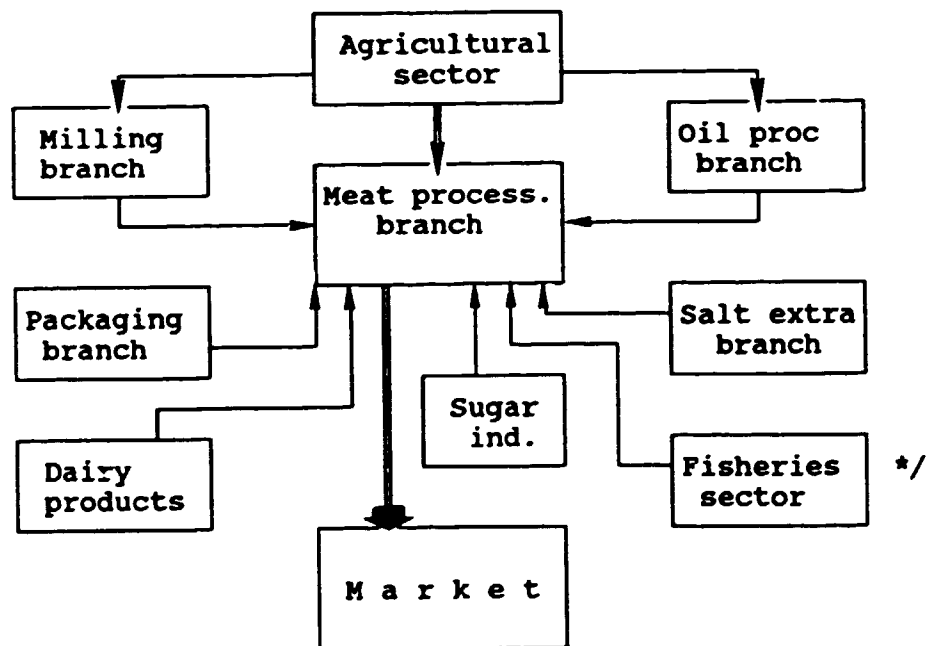 Agricultural
sector
Milling
branch
Oil proc
branch
Meat process.
branch
Packaging
branch
Salt extra
branch
Sugar
ind.
Dairy
products
Fisheries
sector
*/
M a r k e t